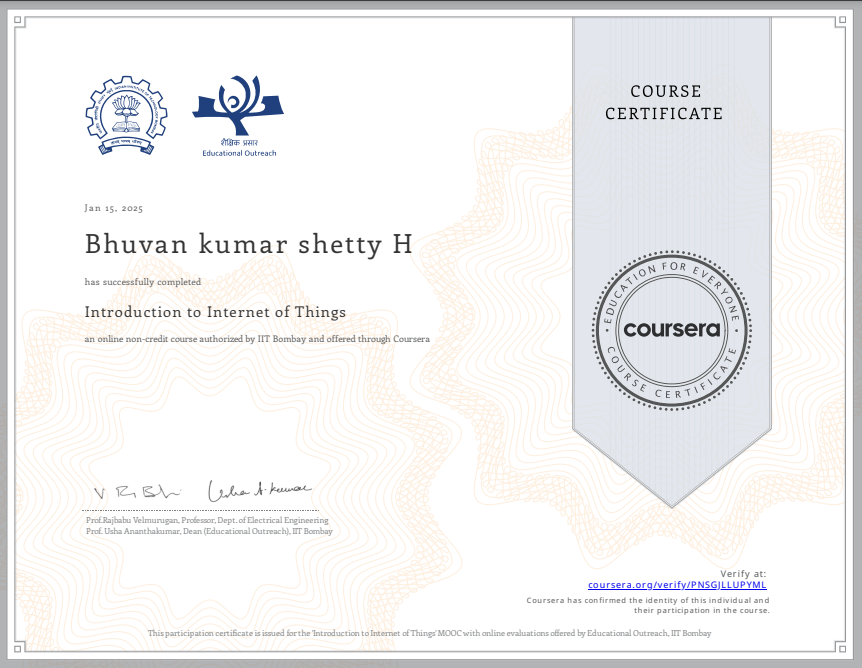 COURSE
CERTIFICATE
शैक्षिक प्रसार
Educational Outreach
Jan 15, 2025
Bhuvan kumar shetty H
has successfully completed
Introduction to Internet of Things
an online non-credit course authorized by IIT Bombay and offered through Coursera
EDUCATION FOR EVERYONE
coursera
COURSE CERTIFICATE
Prof.Rajbabu Velmurugan, Professor, Dept. of Electrical Engineering
Prof. Usha Ananthakumar, Dean (Educational Outreach), IIT Bombay
Verify at:
coursera.org/verify/PNSGJLLUPYML
Coursera has confirmed the identity of this individual and
their participation in the course.
This participation certificate is issued for the 'Introduction to Internet of Things' MOOC with online evaluations offered by Educational Outreach, IIT Bombay